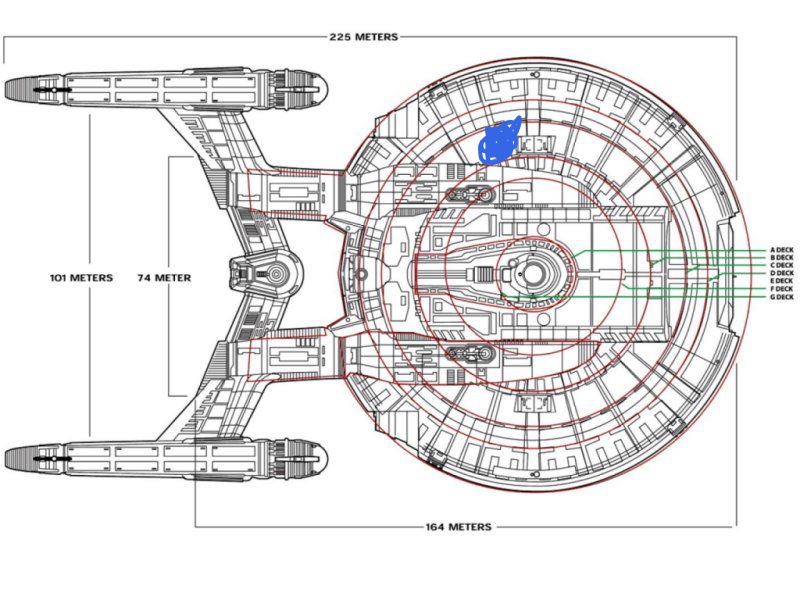 225 METERS
101 METERS
74 METER
A DECK
B DECK
C DECK
D DECK
E DECK
F DECK
G DECK
164 METERS